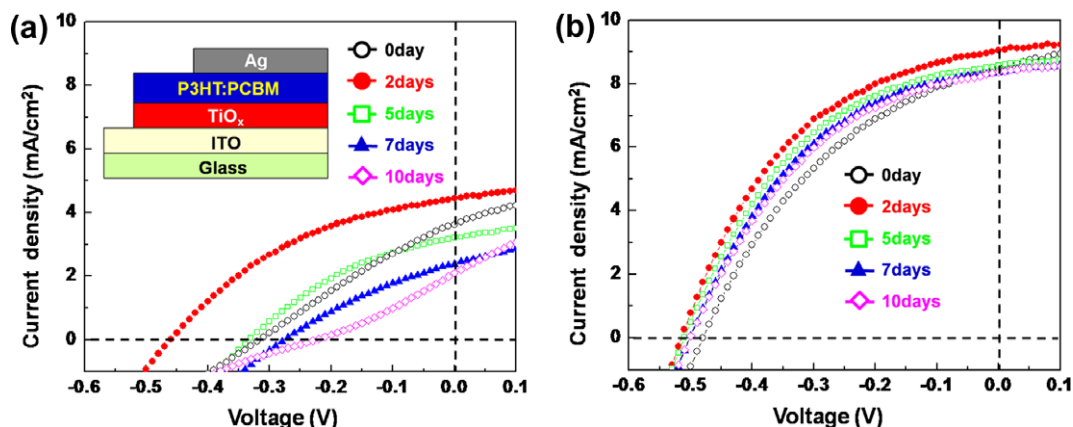 (a)
10
8
6
4
2
0
Current density (mA/cm²)
Ag
P3HT:PCBM
TiOₓ
ITO
Glass
0day
2days
5days
7days
10days
-0.6 -0.5 -0.4 -0.3 -0.2 -0.1 0.0 0.1
Voltage (V)
(b)
10
8
6
4
2
0
Current density (mA/cm²)
0day
2days
5days
7days
10days
-0.6 -0.5 -0.4 -0.3 -0.2 -0.1 0.0 0.1
Voltage (V)